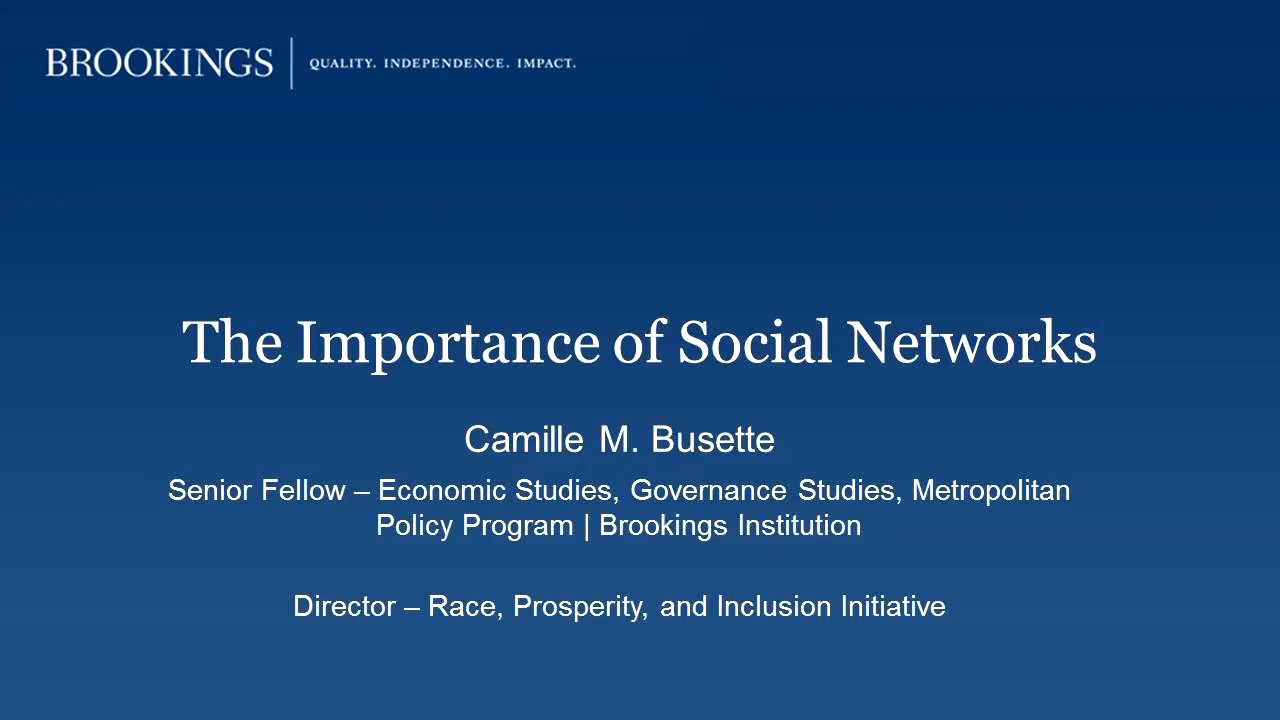 BROOKINGS
QUALITY. INDEPENDENCE. IMPACT.
The Importance of Social Networks
Camille M. Busette
Senior Fellow – Economic Studies, Governance Studies, Metropolitan
Policy Program | Brookings Institution
Director – Race, Prosperity, and Inclusion Initiative